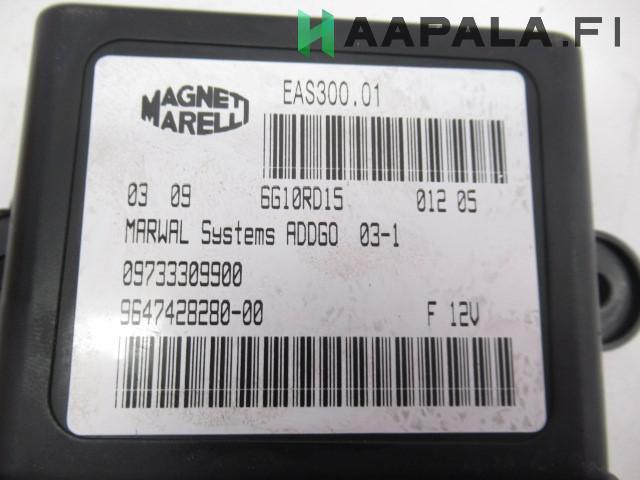 HAAPALA.FI
MAGNETI
MARELLI
EAS300.01
03 09 6G10RD15 012 05
MARWAL Systems ADDGO 03-1
09733309900
9647428280-00 F 12V